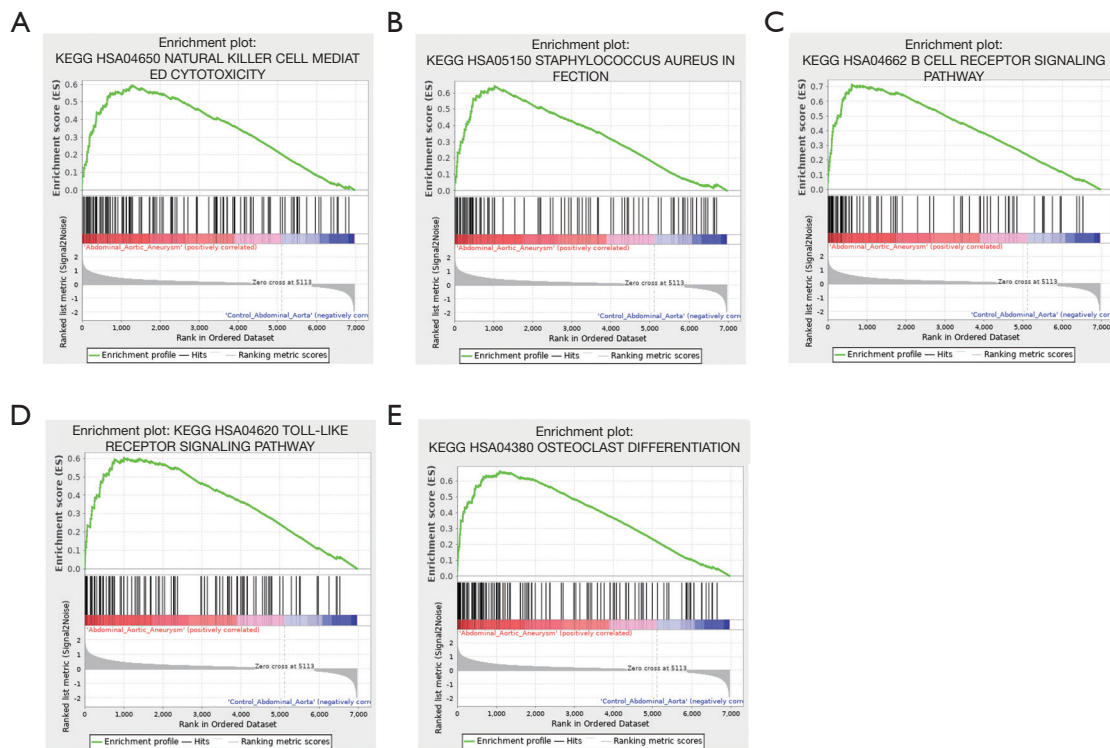 A
Enrichment plot:
KEGG HSA04650 NATURAL KILLER CELL MEDIAT
ED CYTOTOXICITY
Enrichment score (ES)
0.6
0.5
0.4
0.3
0.2
0.1
0.0
'Abdominal_Aortic_Aneurysm' (positively correlated)
Ranked list metric (Signal2Noise)
2
1
0
-1
-2
Zero cross at 5113
'Control_Abdominal_Aorta' (negatively corr
0 1,000 2,000 3,000 4,000 5,000 6,000 7,000
Rank in Ordered Dataset
Enrichment profile Hits Ranking metric scores
B
Enrichment plot:
KEGG HSA05150 STAPHYLOCOCCUS AUREUS IN
FECTION
Enrichment score (ES)
0.6
0.5
0.4
0.3
0.2
0.1
0.0
'Abdominal_Aortic_Aneurysm' (positively correlated)
Ranked list metric (Signal2Noise)
2
1
0
-1
-2
Zero cross at 5113
'Control_Abdominal_Aorta' (negatively corr
0 1,000 2,000 3,000 4,000 5,000 6,000 7,000
Rank in Ordered Dataset
Enrichment profile Hits Ranking metric scores
C
Enrichment plot:
KEGG HSA04662 B CELL RECEPTOR SIGNALING
PATHWAY
Enrichment score (ES)
0.7
0.6
0.5
0.4
0.3
0.2
0.1
0.0
'Abdominal_Aortic_Aneurysm' (positively correlated)
Ranked list metric (Signal2Noise)
2
1
0
-1
-2
Zero cross at 5113
'Control_Abdominal_Aorta' (negatively corr
0 1,000 2,000 3,000 4,000 5,000 6,000 7,000
Rank in Ordered Dataset
Enrichment profile Hits Ranking metric scores
D
Enrichment plot: KEGG HSA04620 TOLL-LIKE
RECEPTOR SIGNALING PATHWAY
Enrichment score (ES)
0.6
0.5
0.4
0.3
0.2
0.1
0.0
'Abdominal_Aortic_Aneurysm' (positively correlated)
Ranked list metric (Signal2Noise)
2
1
0
-1
-2
Zero cross at 5113
'Control_Abdominal_Aorta' (negatively corr
0 1,000 2,000 3,000 4,000 5,000 6,000 7,000
Rank in Ordered Dataset
Enrichment profile Hits Ranking metric scores
E
Enrichment plot:
KEGG HSA04380 OSTEOCLAST DIFFERENTIATION
Enrichment score (ES)
0.6
0.5
0.4
0.3
0.2
0.1
0.0
'Abdominal_Aortic_Aneurysm' (positively correlated)
Ranked list metric (Signal2Noise)
2
1
0
-1
-2
Zero cross at 5113
'Control_Abdominal_Aorta' (negatively corr
0 1,000 2,000 3,000 4,000 5,000 6,000 7,000
Rank in Ordered Dataset
Enrichment profile Hits Ranking metric scores